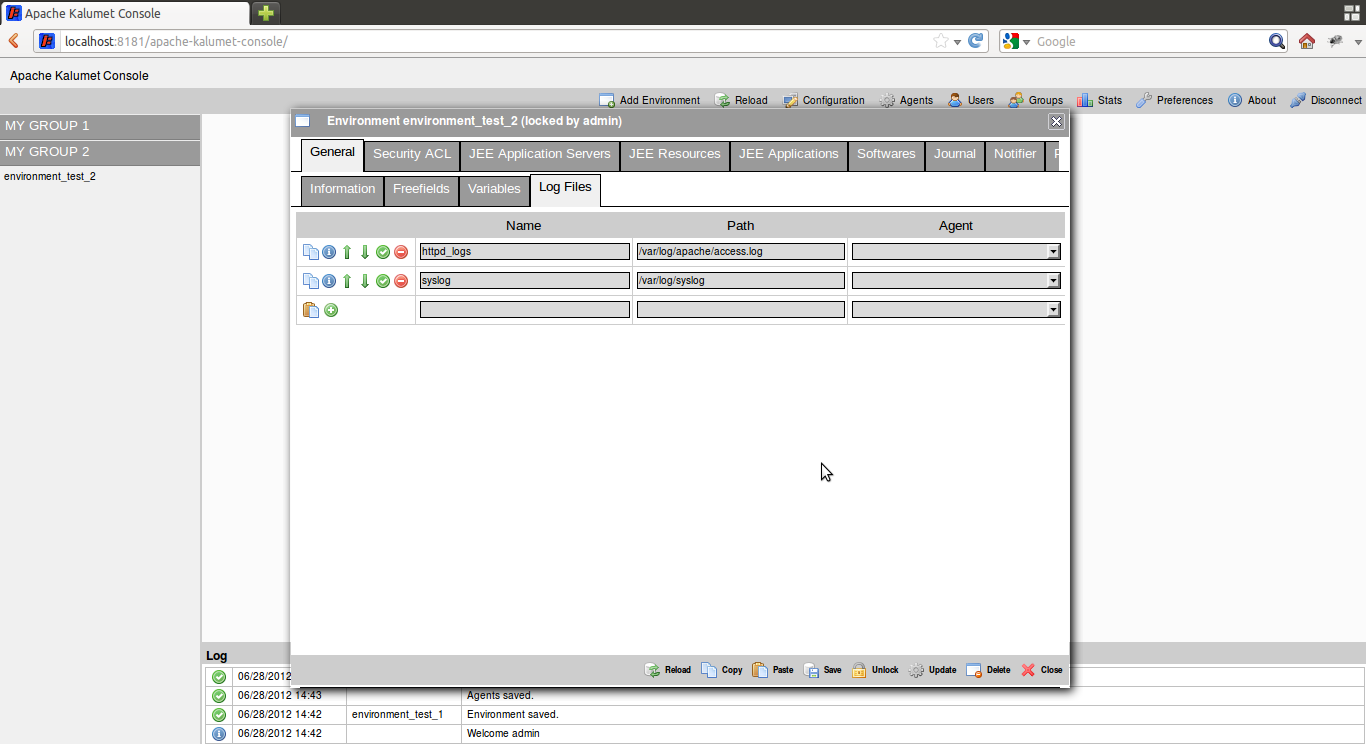 Apache Kalumet Console
localhost:8181/apache-kalumet-console/
Google
Apache Kalumet Console
Add Environment Reload Configuration Agents Users Groups Stats Preferences About Disconnect
MY GROUP 1
MY GROUP 2
environment_test_2
Environment environment_test_2 (locked by admin)
General Security ACL JEE Application Servers JEE Resources JEE Applications Softwares Journal Notifier
Information Freefields Variables Log Files
Name Path Agent
httpd_logs /var/log/apache/access.log
syslog /var/log/syslog
Reload Copy Paste Save Unlock Update Delete Close
Log
06/28/2012
06/28/2012 14:43 Agents saved.
06/28/2012 14:42 environment_test_1 Environment saved.
06/28/2012 14:42 Welcome admin